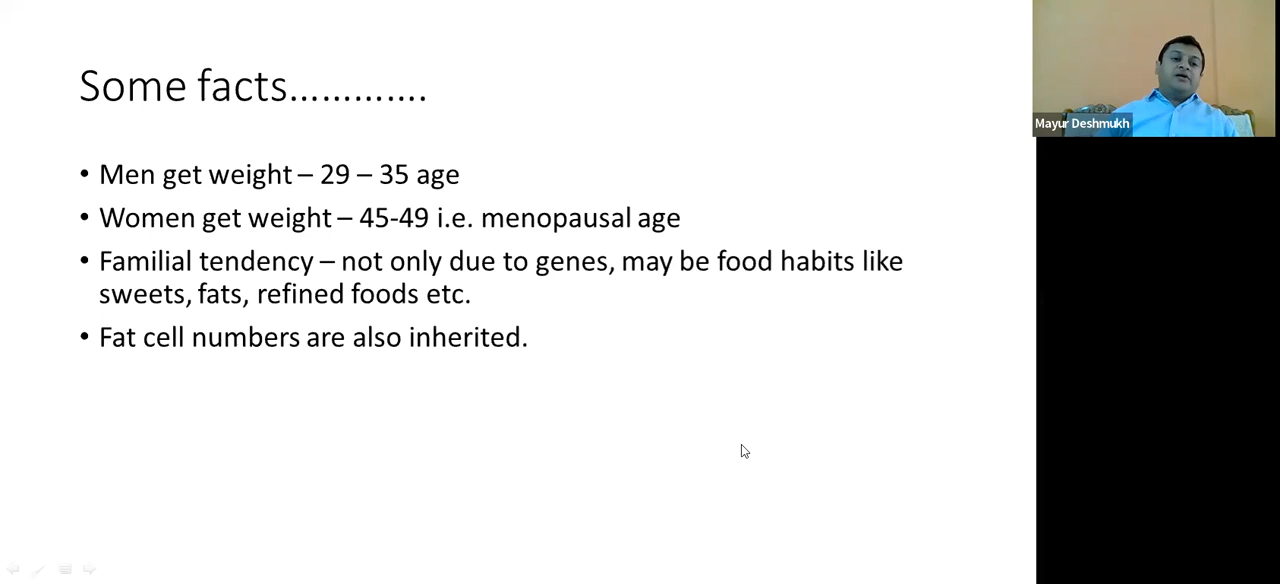 Some facts.............
• Men get weight – 29 – 35 age
• Women get weight – 45-49 i.e. menopausal age
• Familial tendency – not only due to genes, may be food habits like
sweets, fats, refined foods etc.
• Fat cell numbers are also inherited.
Mayur Deshmukh